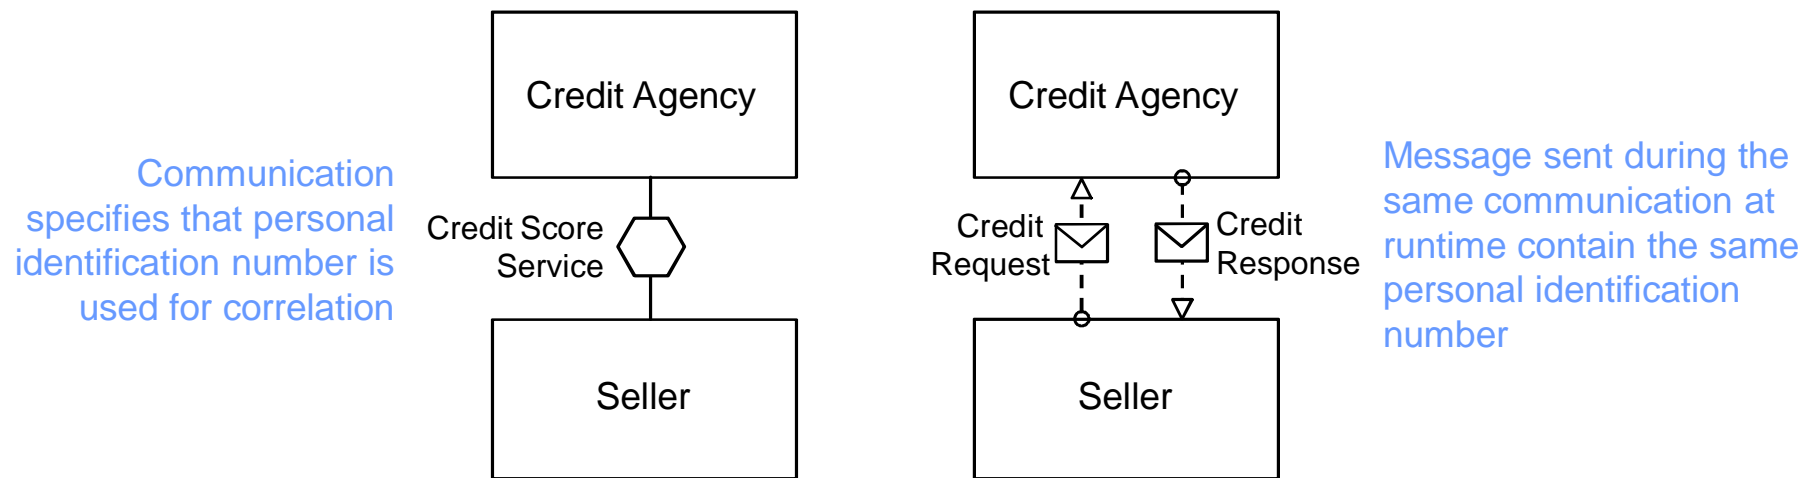 Communication
specifies that personal
identification number is
used for correlation
Credit Agency
Credit Score
Service
Seller
Credit Agency
Credit
Request
Credit
Response
Seller
Message sent during the
same communication at
runtime contain the same
personal identification
number